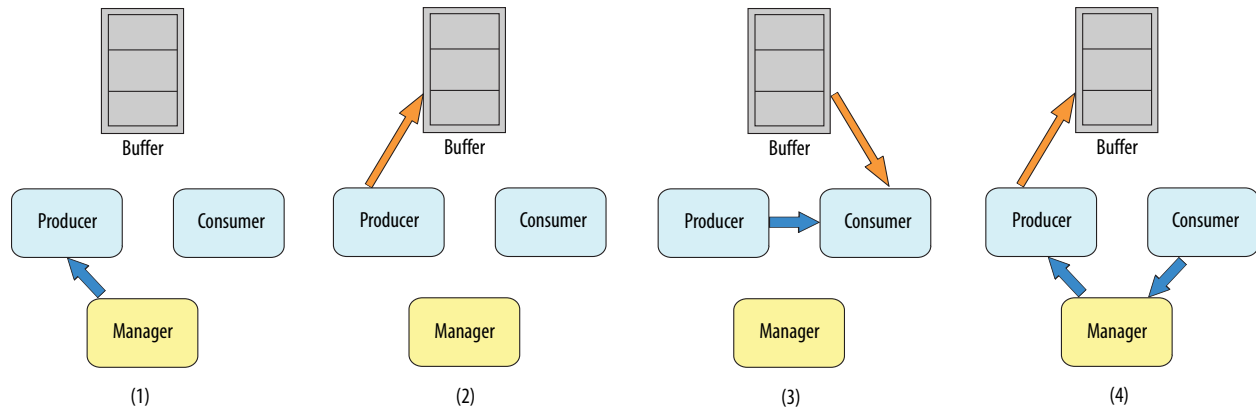 Buffer
Producer
Consumer
Manager
(1)
Buffer
Producer
Consumer
Manager
(2)
Buffer
Producer
Consumer
Manager
(3)
Buffer
Producer
Consumer
Manager
(4)